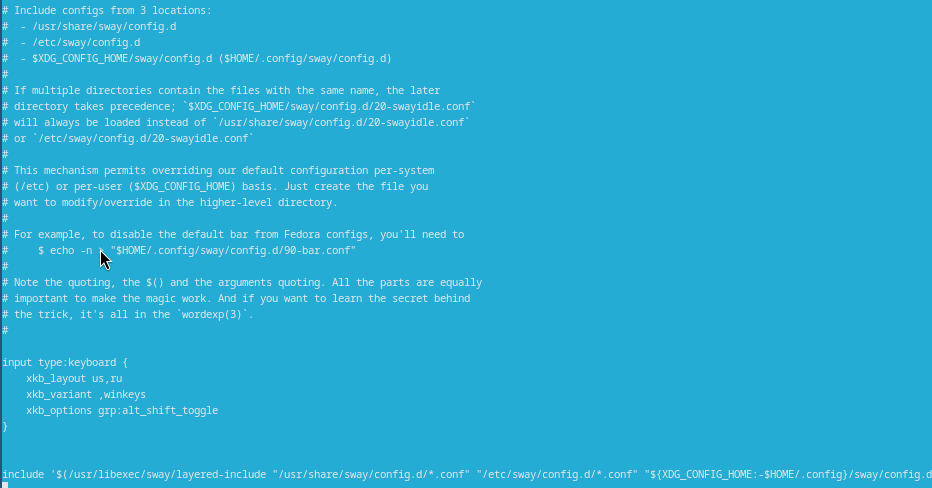 # Include configs from 3 locations:
#  - /usr/share/sway/config.d
#  - /etc/sway/config.d
#  - $XDG_CONFIG_HOME/sway/config.d ($HOME/.config/sway/config.d)
#
# If multiple directories contain the files with the same name, the later
# directory takes precedence; `$XDG_CONFIG_HOME/sway/config.d/20-swayidle.conf`
# will always be loaded instead of `/usr/share/sway/config.d/20-swayidle.conf`
# or `/etc/sway/config.d/20-swayidle.conf`
#
# This mechanism permits overriding our default configuration per-system
# (/etc) or per-user ($XDG_CONFIG_HOME) basis. Just create the file you
# want to modify/override in the higher-level directory.
#
# For example, to disable the default bar from Fedora configs, you'll need to
#     $ echo -n > "$HOME/.config/sway/config.d/90-bar.conf"
#
# Note the quoting, the $() and the arguments quoting. All the parts are equally
# important to make the magic work. And if you want to learn the secret behind
# the trick, it's all in the `wordexp(3)`.
#
input type:keyboard {
    xkb_layout us,ru
    xkb_variant ,winkeys
    xkb_options grp:alt_shift_toggle
}
include '$(/usr/libexec/sway/layered-include "/usr/share/sway/config.d/*.conf" "/etc/sway/config.d/*.conf" "${XDG_CONFIG_HOME:-$HOME/.config}/sway/config.d